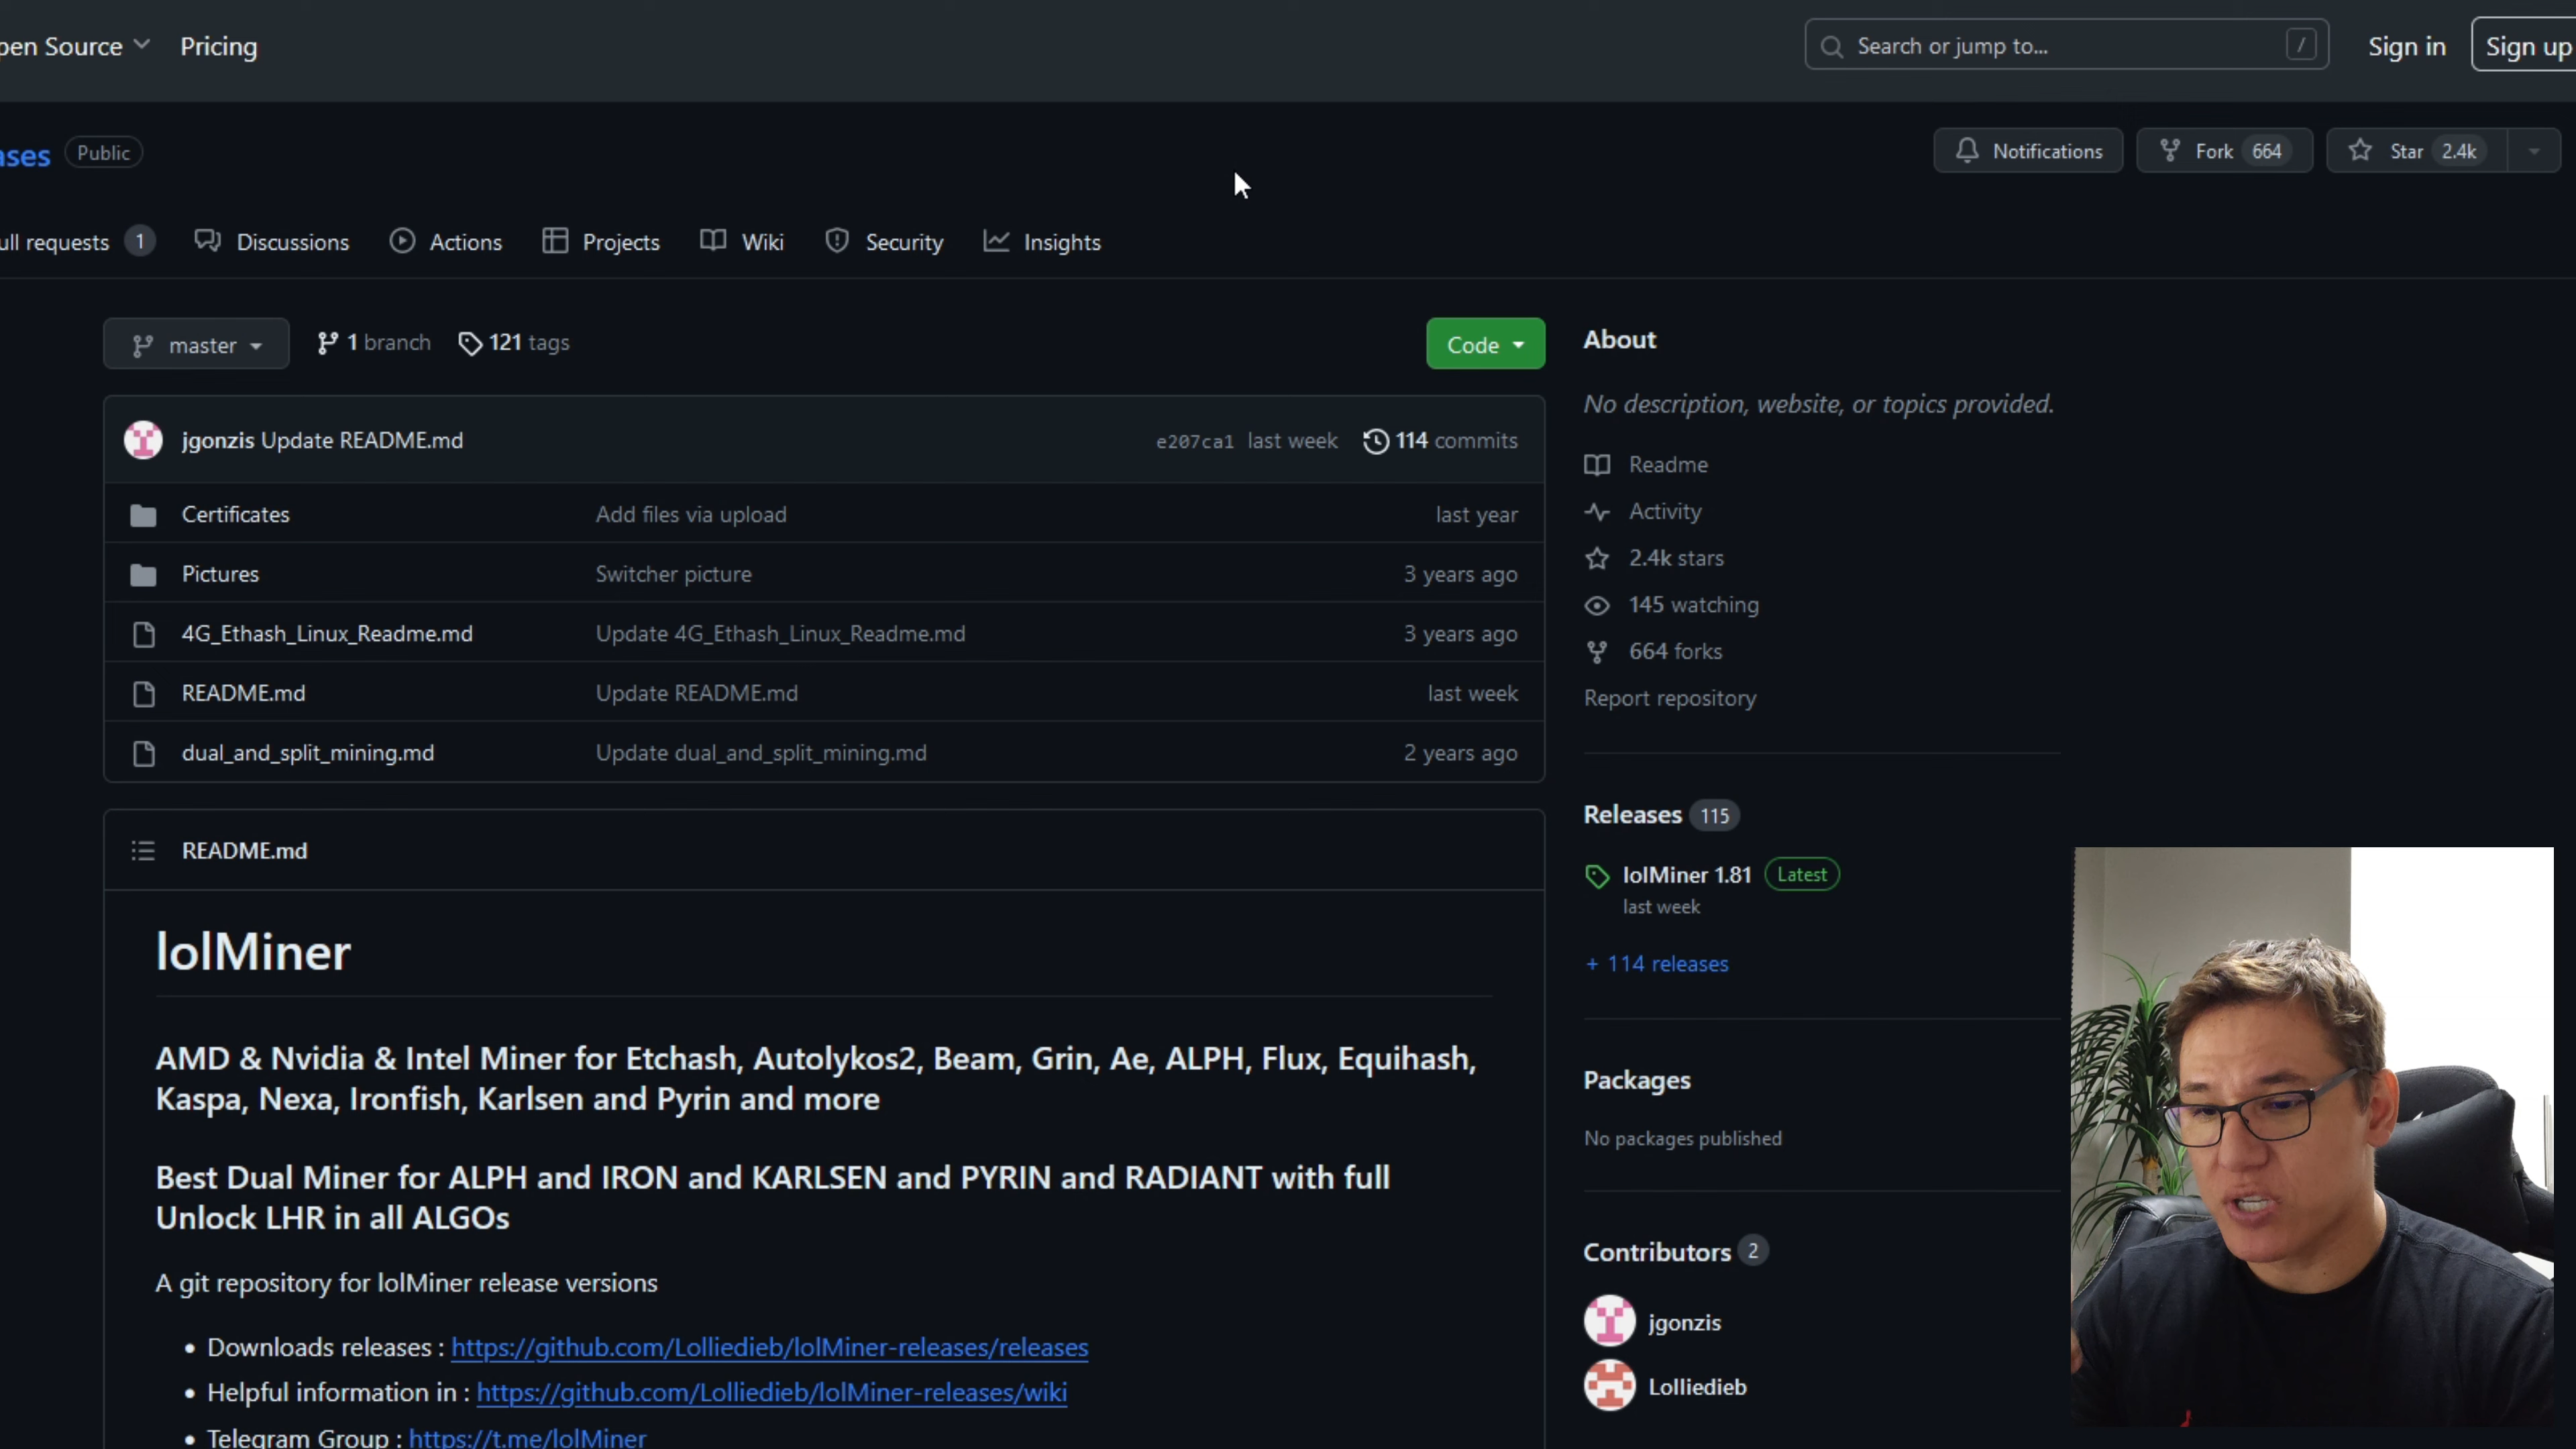 pen Source Pricing Search or jump to... / Sign in Sign up
ases Public Notifications Fork 664 Star 2.4k
ull requests 1 Discussions Actions Projects Wiki Security Insights
master 1 branch 121 tags Code
jgonzis Update README.md e207ca1 last week 114 commits
Certificates Add files via upload last year
Pictures Switcher picture 3 years ago
4G_Ethash_Linux_Readme.md Update 4G_Ethash_Linux_Readme.md 3 years ago
README.md Update README.md last week
dual_and_split_mining.md Update dual_and_split_mining.md 2 years ago
README.md
lolMiner
AMD & Nvidia & Intel Miner for Etchash, Autolykos2, Beam, Grin, Ae, ALPH, Flux, Equihash,
Kaspa, Nexa, Ironfish, Karlsen and Pyrin and more
Best Dual Miner for ALPH and IRON and KARLSEN and PYRIN and RADIANT with full
Unlock LHR in all ALGOs
A git repository for lolMiner release versions
• Downloads releases : https://github.com/Lolliedieb/lolMiner-releases/releases
• Helpful information in : https://github.com/Lolliedieb/lolMiner-releases/wiki
• Telegram Group : https://t.me/lolMiner
About
No description, website, or topics provided.
Readme
Activity
2.4k stars
145 watching
664 forks
Report repository
Releases 115
lolMiner 1.81 Latest
last week
+ 114 releases
Packages
No packages published
Contributors 2
jgonzis
Lolliedieb